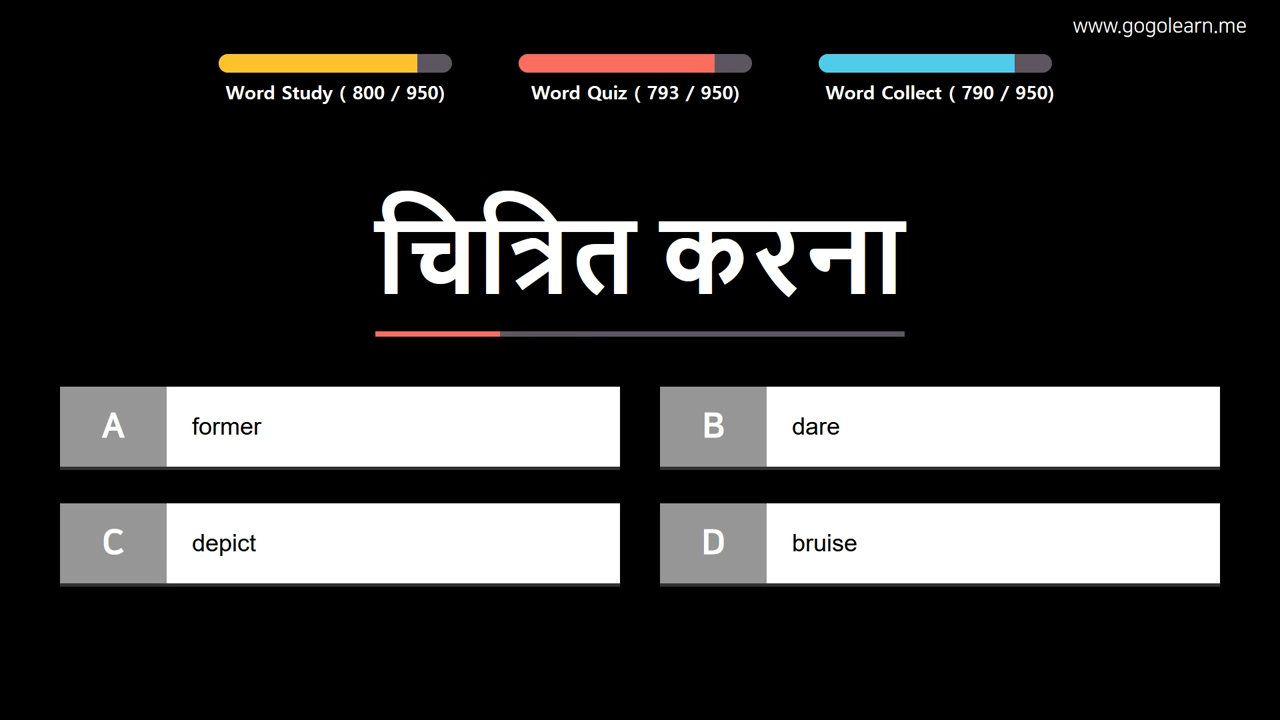 www.gogolearn.me
Word Study ( 800 / 950)
Word Quiz ( 793 / 950)
Word Collect ( 790 / 950)
चित्रित करना
A former
B dare
C depict
D bruise